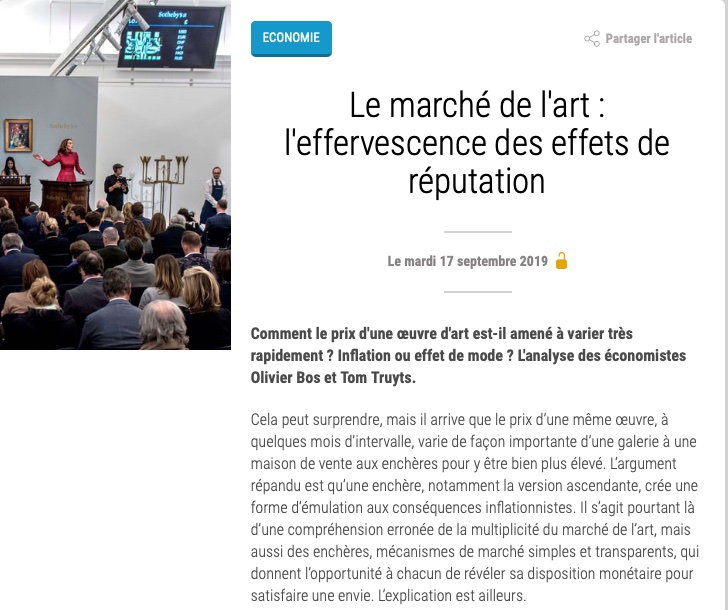 Sotheby's
Sotheby's
ECONOMIE
Partager l'article
Le marché de l'art :
l'effervescence des effets de
réputation
Le mardi 17 septembre 2019
Comment le prix d'une œuvre d'art est-il amené à varier très
rapidement ? Inflation ou effet de mode ? L'analyse des économistes
Olivier Bos et Tom Truyts.
Cela peut surprendre, mais il arrive que le prix d’une même œuvre, à
quelques mois d’intervalle, varie de façon importante d’une galerie à une
maison de vente aux enchères pour y être bien plus élevé. L’argument
répandu est qu’une enchère, notamment la version ascendante, crée une
forme d’émulation aux conséquences inflationnistes. Il s’agit pourtant là
d’une compréhension erronée de la multiplicité du marché de l’art, mais
aussi des enchères, mécanismes de marché simples et transparents, qui
donnent l’opportunité à chacun de révéler sa disposition monétaire pour
satisfaire une envie. L’explication est ailleurs.